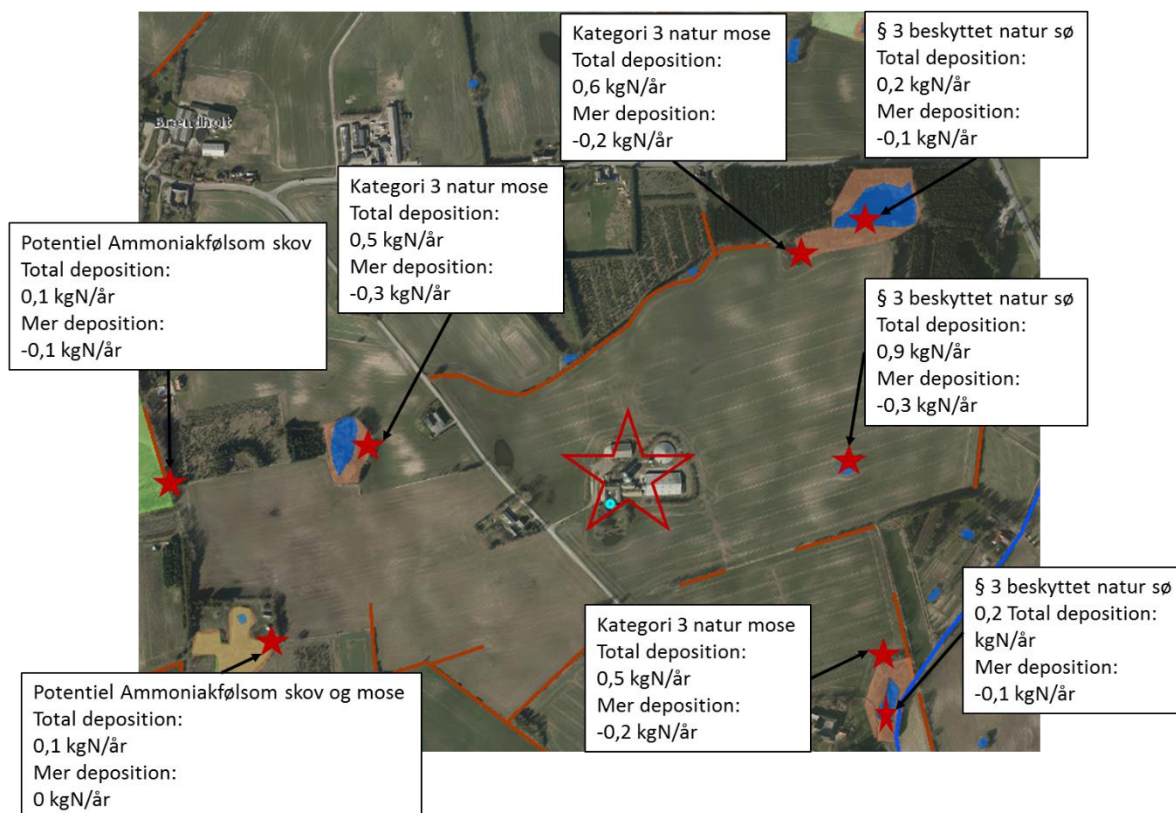 Kategori 3 natur mose
Total deposition:
0,6 kgN/år
Mer deposition:
-0,2 kgN/år
§ 3 beskyttet natur sø
Total deposition:
0,2 kgN/år
Mer deposition:
-0,1 kgN/år
Brændholt
Kategori 3 natur mose
Total deposition:
0,5 kgN/år
Mer deposition:
-0,3 kgN/år
Potentiel Ammoniakfølsom skov
Total deposition:
0,1 kgN/år
Mer deposition:
-0,1 kgN/år
§ 3 beskyttet natur sø
Total deposition:
0,9 kgN/år
Mer deposition:
-0,3 kgN/år
§ 3 beskyttet natur sø
0,2 Total deposition:
kgN/år
Mer deposition:
-0,1 kgN/år
Kategori 3 natur mose
Total deposition:
0,5 kgN/år
Mer deposition:
-0,2 kgN/år
Potentiel Ammoniakfølsom skov og mose
Total deposition:
0,1 kgN/år
Mer deposition:
0 kgN/år